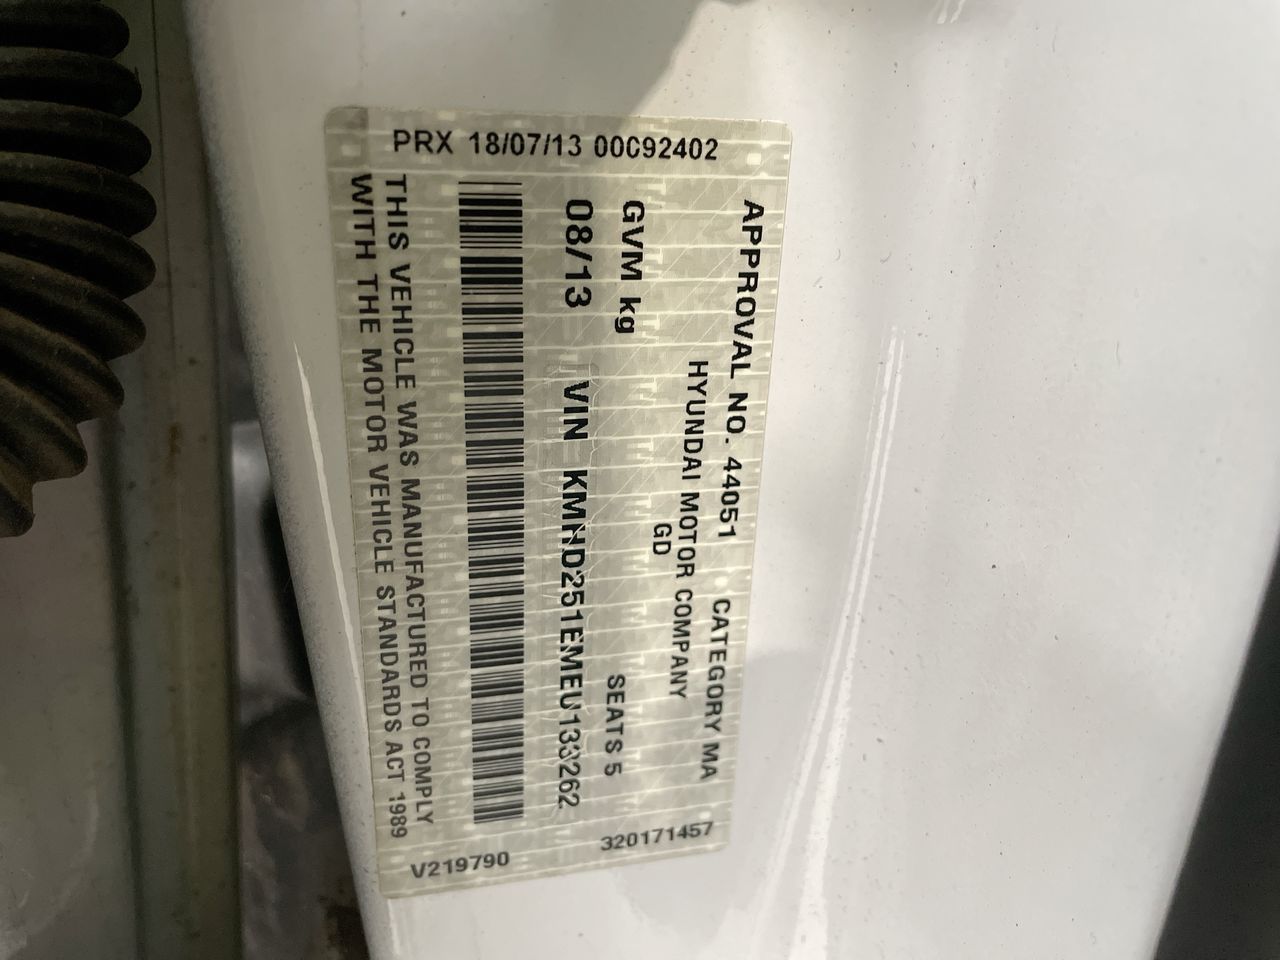 PRX 18/07/13 00C92402
APPROVAL NO. 44051 CATEGORY MA
HYUNDAI MOTOR COMPANY
GD
GVM kg SEATS 5
08/13 VIN KMHD251EMEU133262
THIS VEHICLE WAS MANUFACTURED TO COMPLY
WITH THE MOTOR VEHICLE STANDARDS ACT 1989
320171457
V219790